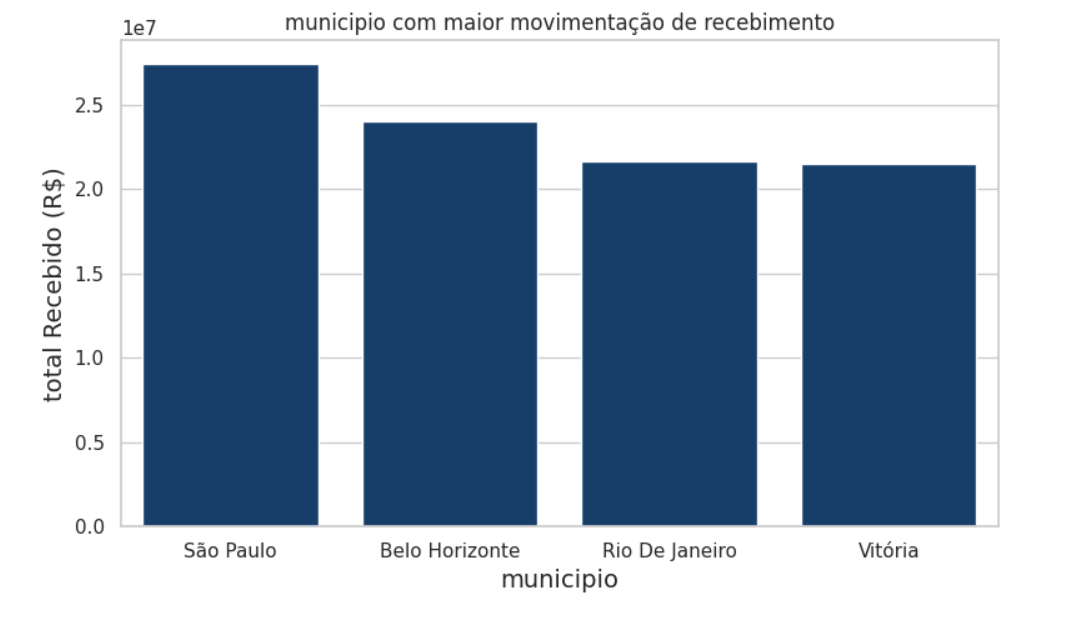 municipio com maior movimentação de recebimento
1e7
2.5
2.0
1.5
1.0
0.5
0.0
total Recebido (R$)
São Paulo
Belo Horizonte
Rio De Janeiro
Vitória
municipio